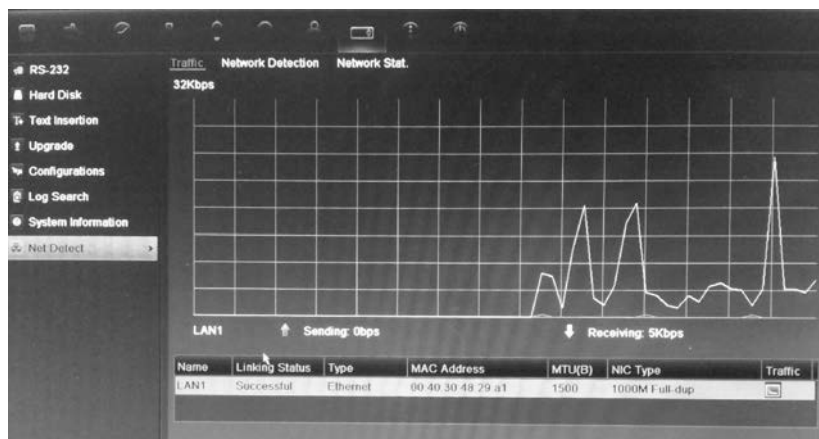 Traffic Network Detection Network Stat.
32Kbps
RS-232
Hard Disk
Text Insertion
Upgrade
Configurations
Log Search
System Information
Net Detect >
LAN1 Sending: 0bps Receiving: 5Kbps
Name Linking Status Type MAC Address MTU(B) NIC Type Traffic
LAN1 Successful Ethernet 00 40 30 48 29 a1 1500 1000M Full-dup